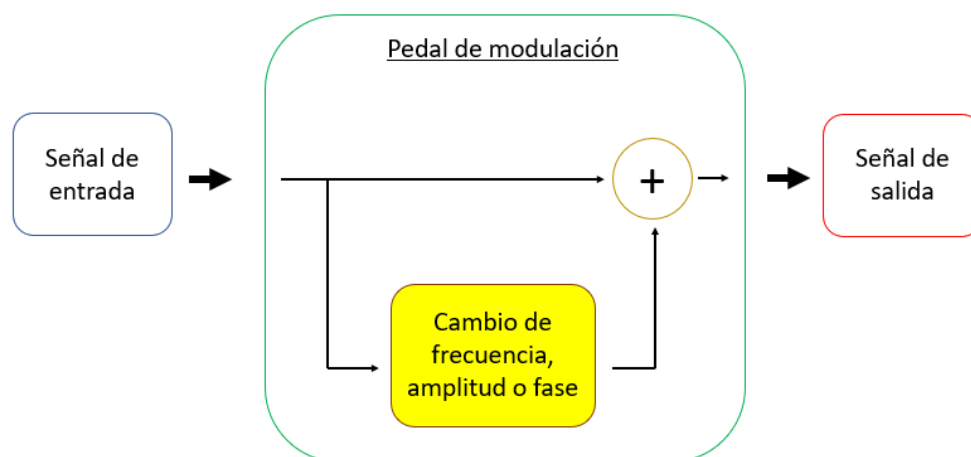 Pedal de modulación
Señal de
entrada
+
Señal de
salida
Cambio de
frecuencia,
amplitud o fase